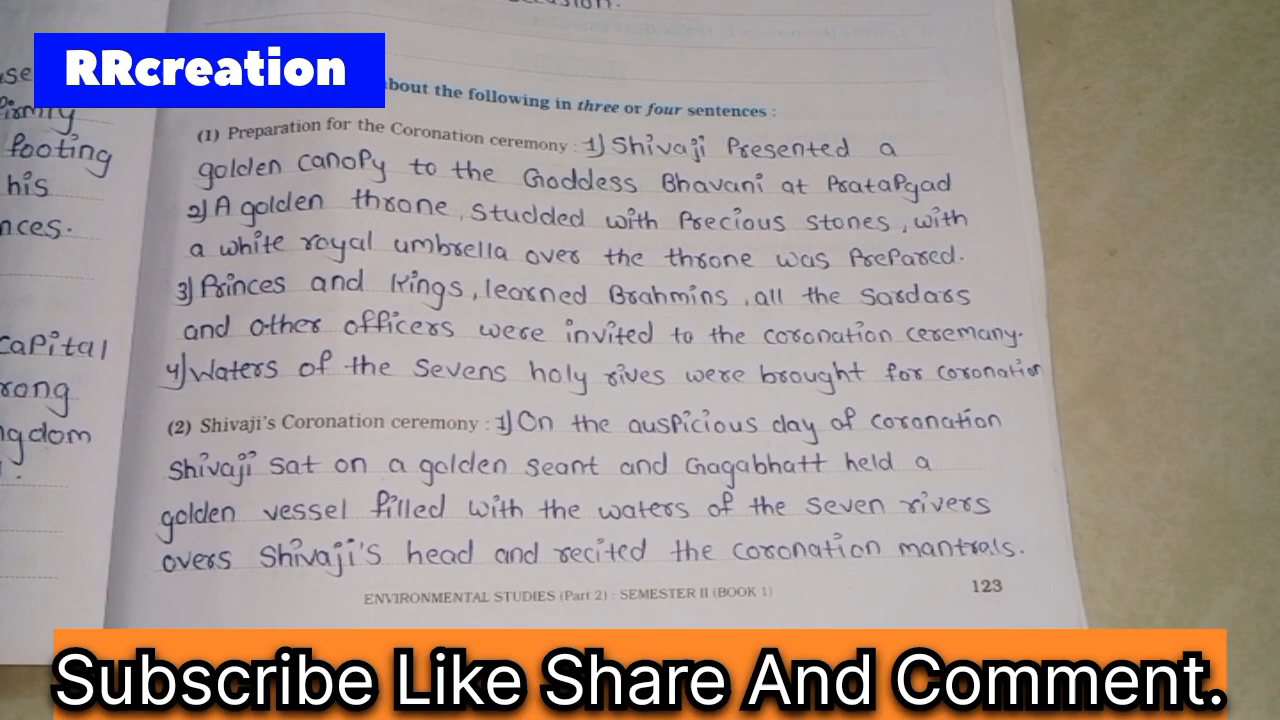 RRcreation
bout the following in three or four sentences :
(1) Preparation for the Coronation ceremony : 1) Shivaji Presented a
golden canopy to the Goddess Bhavani at Pratapgad
2) A golden throne, studded with Precious stones, with
a white royal umbrella over the throne was Prepared.
3) Princes and kings, learned Brahmins, all the Sardars
and other officers were invited to the coronation ceremany.
4) Waters of the Sevens holy rives were brought for coronation
(2) Shivaji's Coronation ceremony : 1) On the auspicious day of coronation
Shivaji sat on a golden seant and Gagabhatt held a
golden vessel filled with the waters of the seven rivers
overs Shivaji's head and recited the coronation mantrals.
ENVIRONMENTAL STUDIES (Part 2) : SEMESTER II (BOOK 1)
123
firmly
footing
his
nces.
capital
rong
ngdom
Subscribe Like Share And Comment.